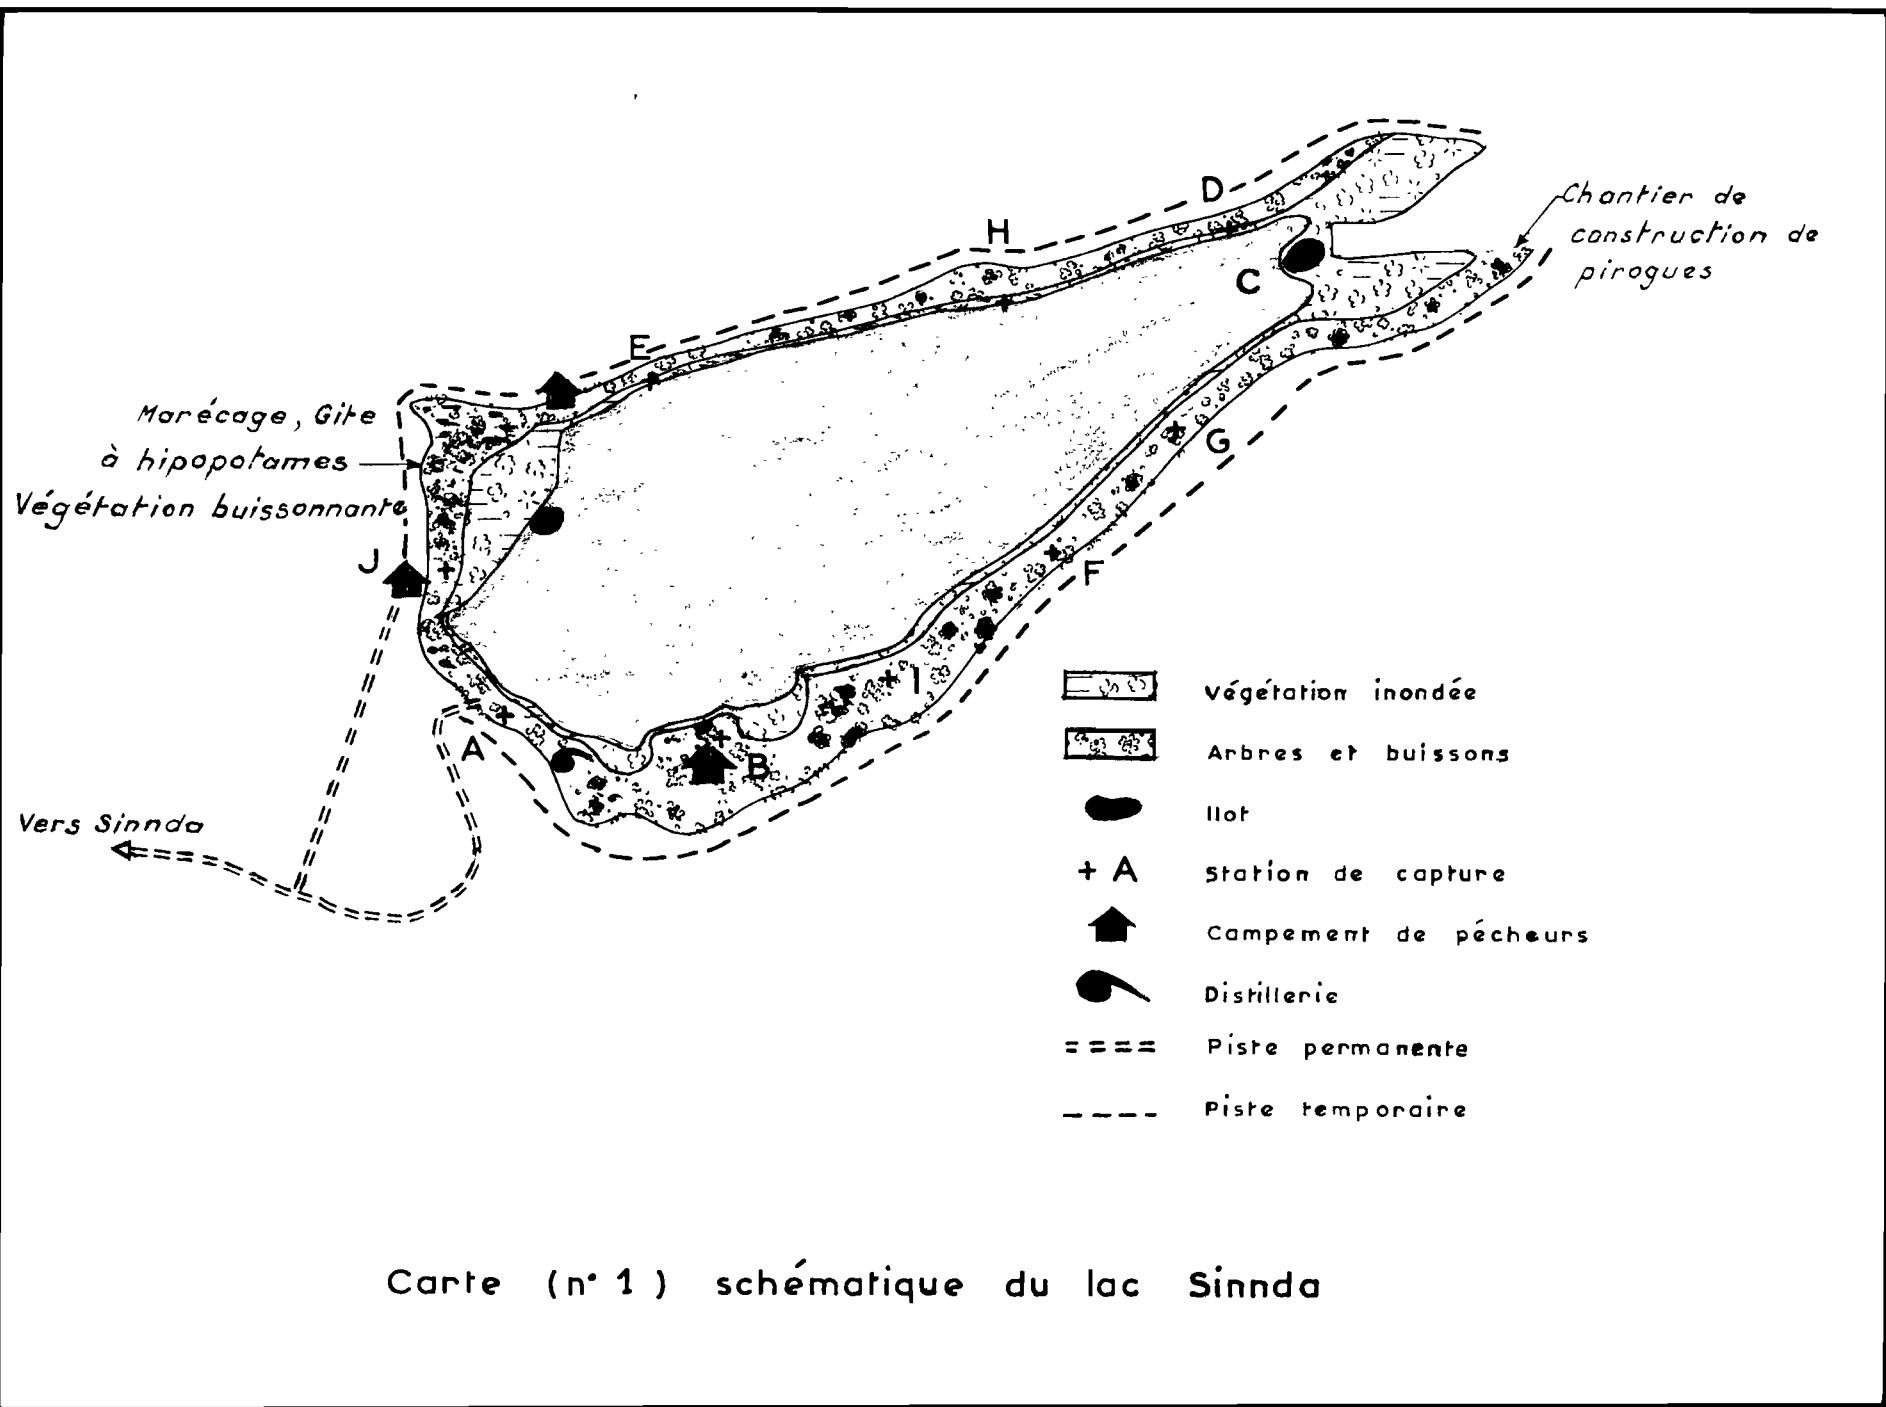 D
Chantier de
construction de
pirogues
H
C
E
Marécage, Gite
à hipopotames
Végétation buissonnante
G
J
F
I
A
B
Vers Sinnda
végétation inondée
Arbres et buissons
Ilot
+ A Station de capture
Campement de pécheurs
Distillerie
Piste permanente
Piste temporaire
Carte (n° 1) schématique du lac Sinnda